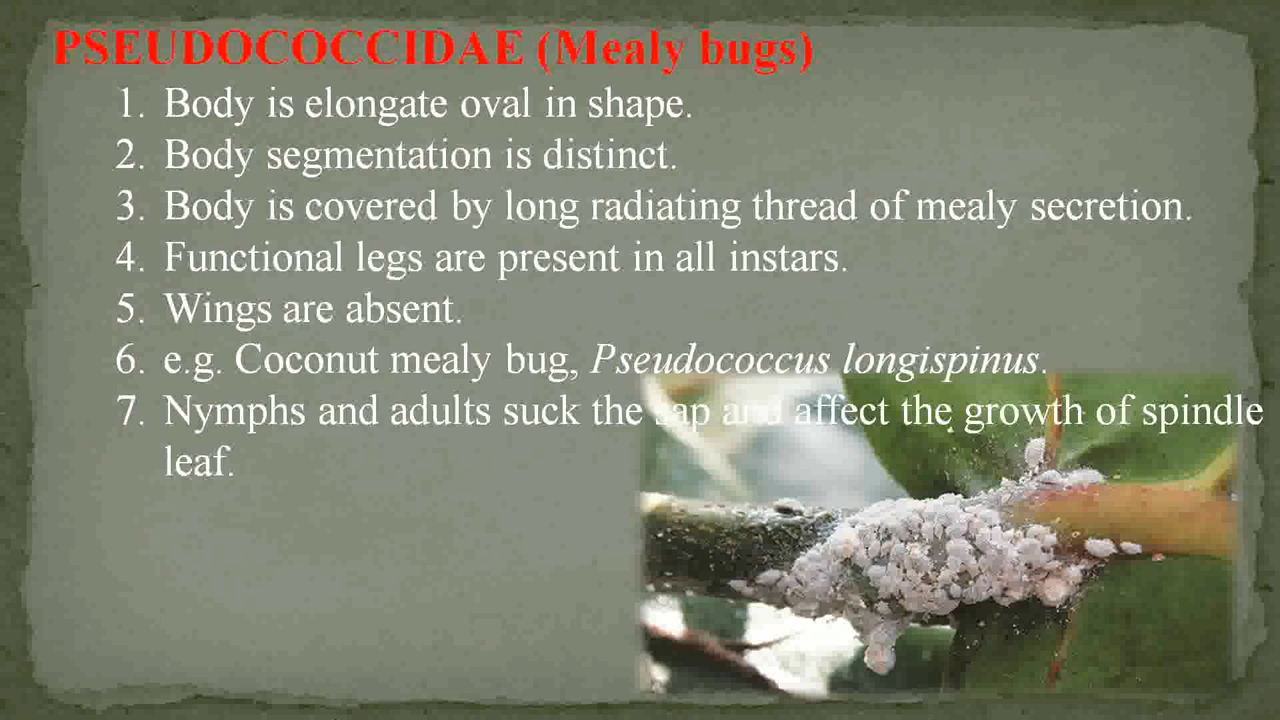 PSEUDOCOCCIDAE (Mealy bugs)
1. Body is elongate oval in shape.
2. Body segmentation is distinct.
3. Body is covered by long radiating thread of mealy secretion.
4. Functional legs are present in all instars.
5. Wings are absent.
6. e.g. Coconut mealy bug, Pseudococcus longispinus.
7. Nymphs and adults suck the sap and affect the growth of spindle
leaf.